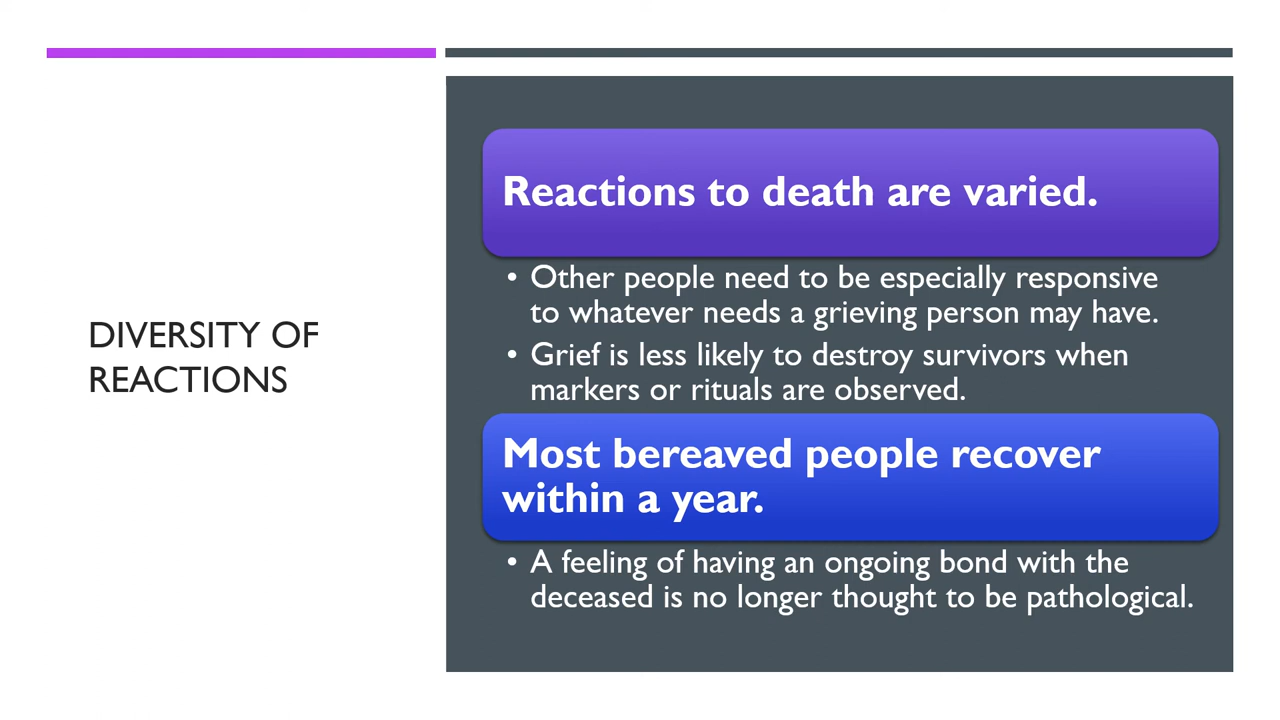 DIVERSITY OF
REACTIONS
Reactions to death are varied.
• Other people need to be especially responsive
to whatever needs a grieving person may have.
• Grief is less likely to destroy survivors when
markers or rituals are observed.
Most bereaved people recover
within a year.
• A feeling of having an ongoing bond with the
deceased is no longer thought to be pathological.